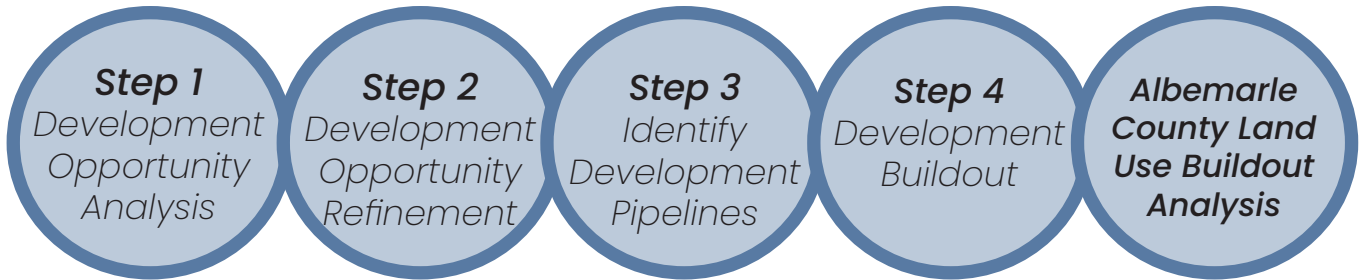 Step 1
Development
Opportunity
Analysis
Step 2
Development
Opportunity
Refinement
Step 3
Identify
Development
Pipelines
Step 4
Development
Buildout
Albemarle
County Land
Use Buildout
Analysis